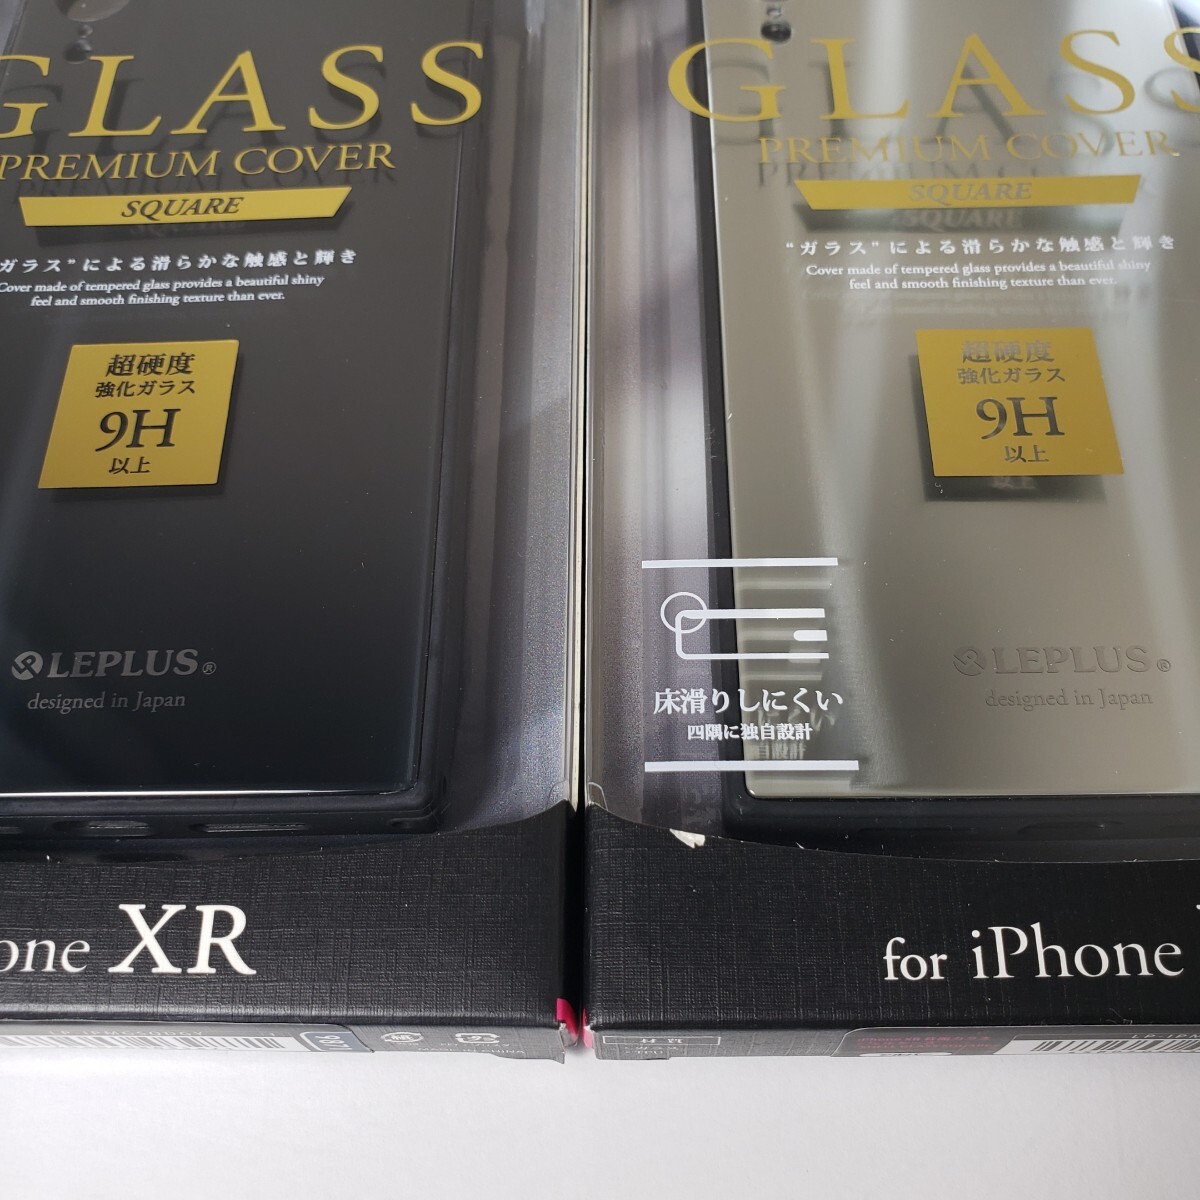 GLASS
PREMIUM COVER
SQUARE
ガラス”による滑らかな触感と輝き
Cover made of tempered glass provides a beautiful shiny
feel and smooth finishing texture than ever.
超硬度
強化ガラス
9H
以上
LEPLUS®
designed in Japan
XR
GLASS
PREMIUM COVER
SQUARE
“ガラス”による滑らかな触感と輝き
Cover made of tempered glass provides a beautiful shiny
feel and smooth finishing texture than ever.
超硬度
強化ガラス
9H
以上
床滑りしにくい
四隅に独自設計
LEPLUS®
designed in Japan
for iPhone